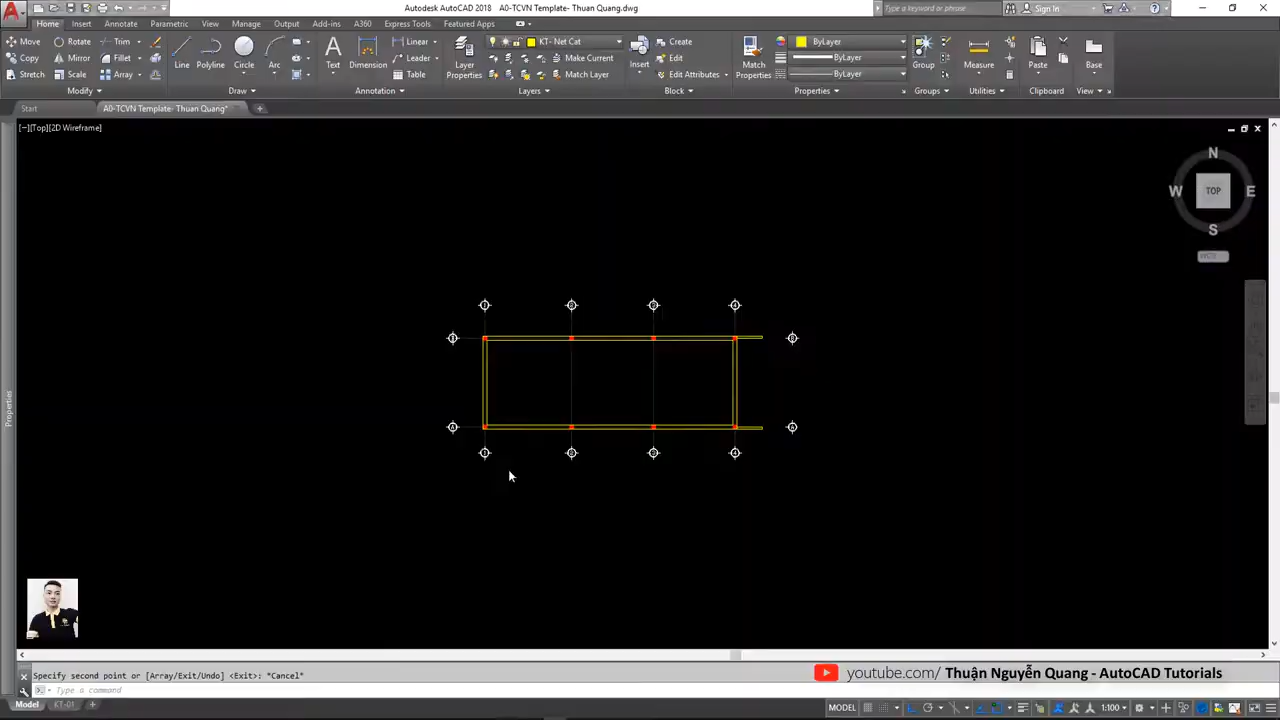 Autodesk AutoCAD 2018 A0-TCVN Template- Thuan Quang.dwg
Type a keyword or phrase
Sign In
Home Insert Annotate Parametric View Manage Output Add-ins A360 Express Tools Featured Apps
Move Rotate Trim
Copy Mirror Fillet
Stretch Scale Array
Line Polyline Circle Arc
Text Dimension
Linear
Leader
Table
Layer Properties
KT- Net Cat
Make Current
Match Layer
Insert
Create
Edit
Edit Attributes
Match Properties
ByLayer
ByLayer
ByLayer
Group
Measure
Paste
Base
Modify Draw Annotation Layers Block Properties Groups Utilities Clipboard View
Start A0-TCVN Template- Thuan Quang*
[−][Top][2D Wireframe]
N
W TOP E
S
Properties
Specify second point or [Array/Exit/Undo] <Exit>: *Cancel*
Type a command
youtube.com/ Thuận Nguyễn Quang - AutoCAD Tutorials
Model KT-01
MODEL 1:100